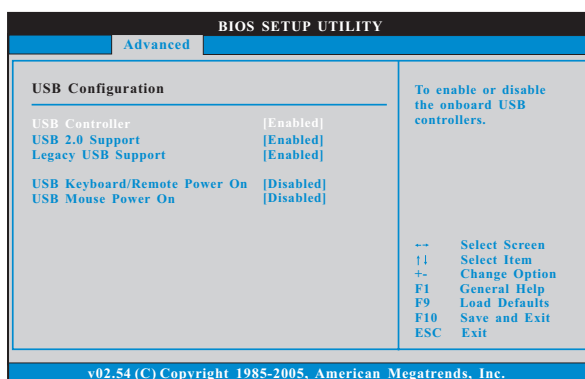 BIOS SETUP UTILITY
Advanced
USB Configuration
USB Controller [Enabled]
USB 2.0 Support [Enabled]
Legacy USB Support [Enabled]
USB Keyboard/Remote Power On [Disabled]
USB Mouse Power On [Disabled]
To enable or disable
the onboard USB
controllers.
←→ Select Screen
↑↓ Select Item
+- Change Option
F1 General Help
F9 Load Defaults
F10 Save and Exit
ESC Exit
v02.54 (C) Copyright 1985-2005, American Megatrends, Inc.